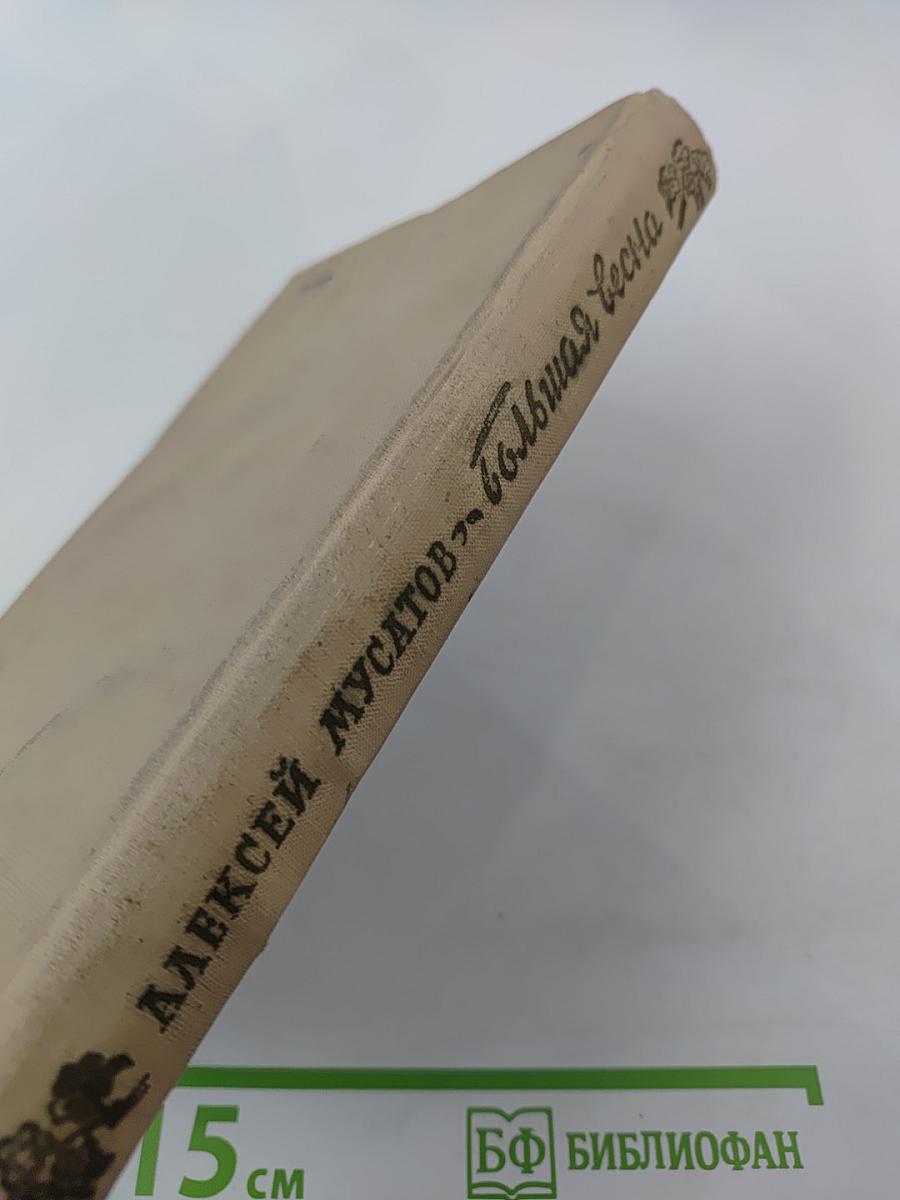 АЛЕКСЕЙ МУСАТОВ Большая весна
15 см
БФ БИБЛИОФАН